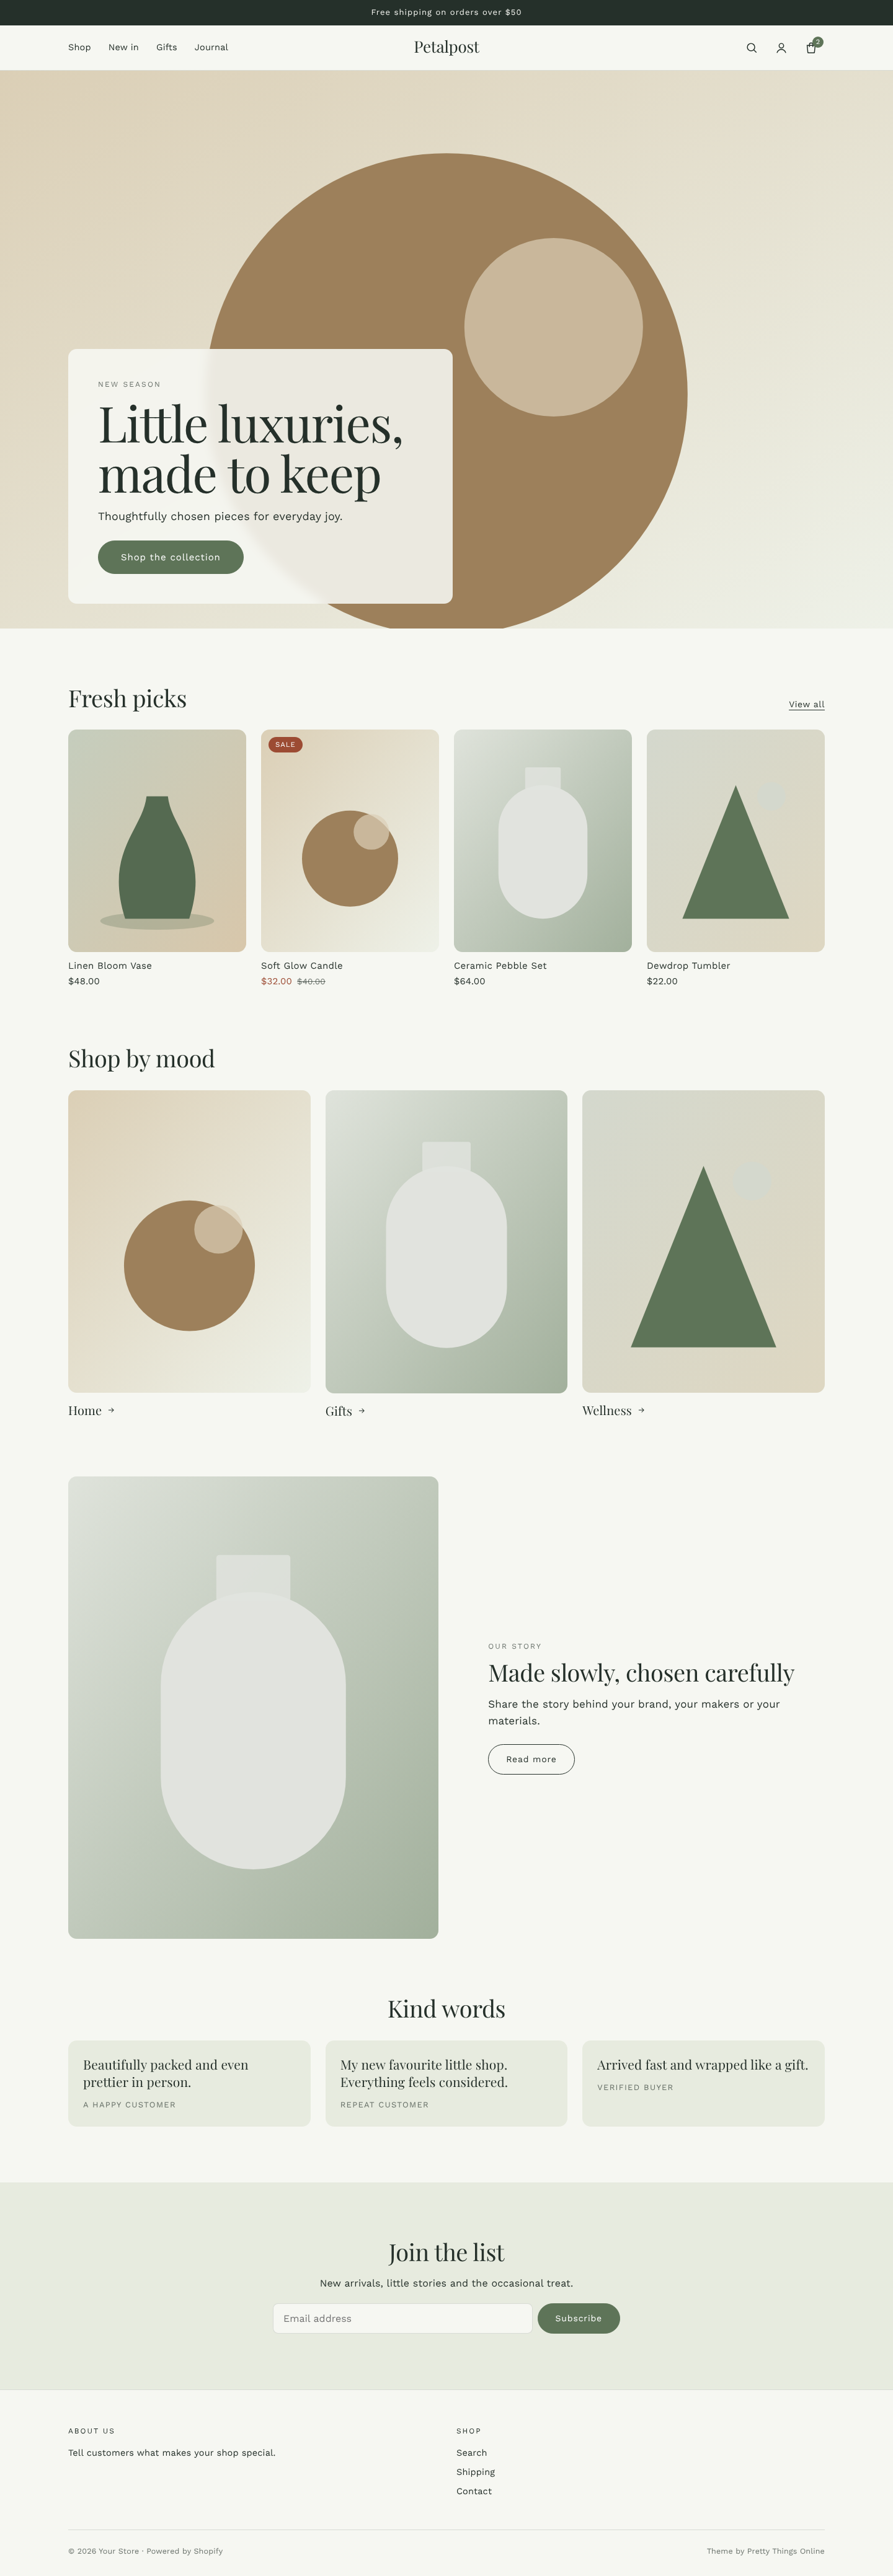 Free shipping on orders over $50
Shop New in Gifts Journal
Petalpost
2
NEW SEASON
Little luxuries,
made to keep
Thoughtfully chosen pieces for everyday joy.
Shop the collection
Fresh picks
View all
SALE
Linen Bloom Vase
$48.00
Soft Glow Candle
$32.00 $40.00
Ceramic Pebble Set
$64.00
Dewdrop Tumbler
$22.00
Shop by mood
Home →
Gifts →
Wellness →
OUR STORY
Made slowly, chosen carefully
Share the story behind your brand, your makers or your
materials.
Read more
Kind words
Beautifully packed and even
prettier in person.
A HAPPY CUSTOMER
My new favourite little shop.
Everything feels considered.
REPEAT CUSTOMER
Arrived fast and wrapped like a gift.
VERIFIED BUYER
Join the list
New arrivals, little stories and the occasional treat.
Email address
Subscribe
ABOUT US
Tell customers what makes your shop special.
SHOP
Search
Shipping
Contact
© 2026 Your Store · Powered by Shopify
Theme by Pretty Things Online